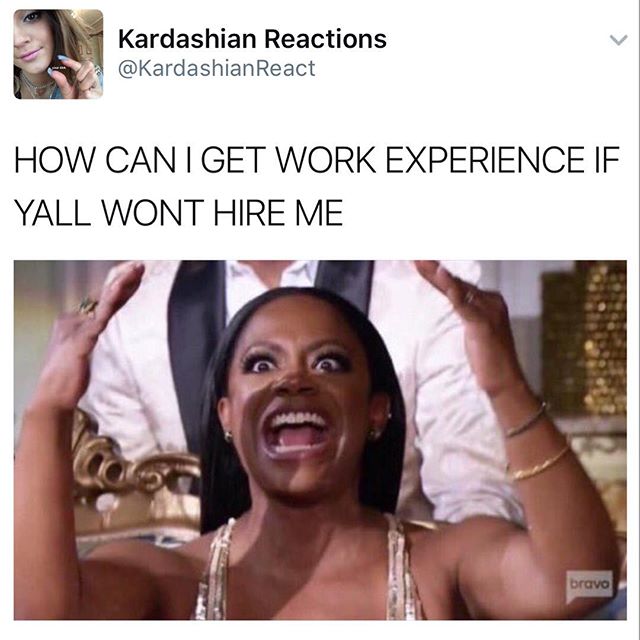 Kardashian Reactions
@KardashianReact
HOW CAN I GET WORK EXPERIENCE IF
YALL WONT HIRE ME
bravo